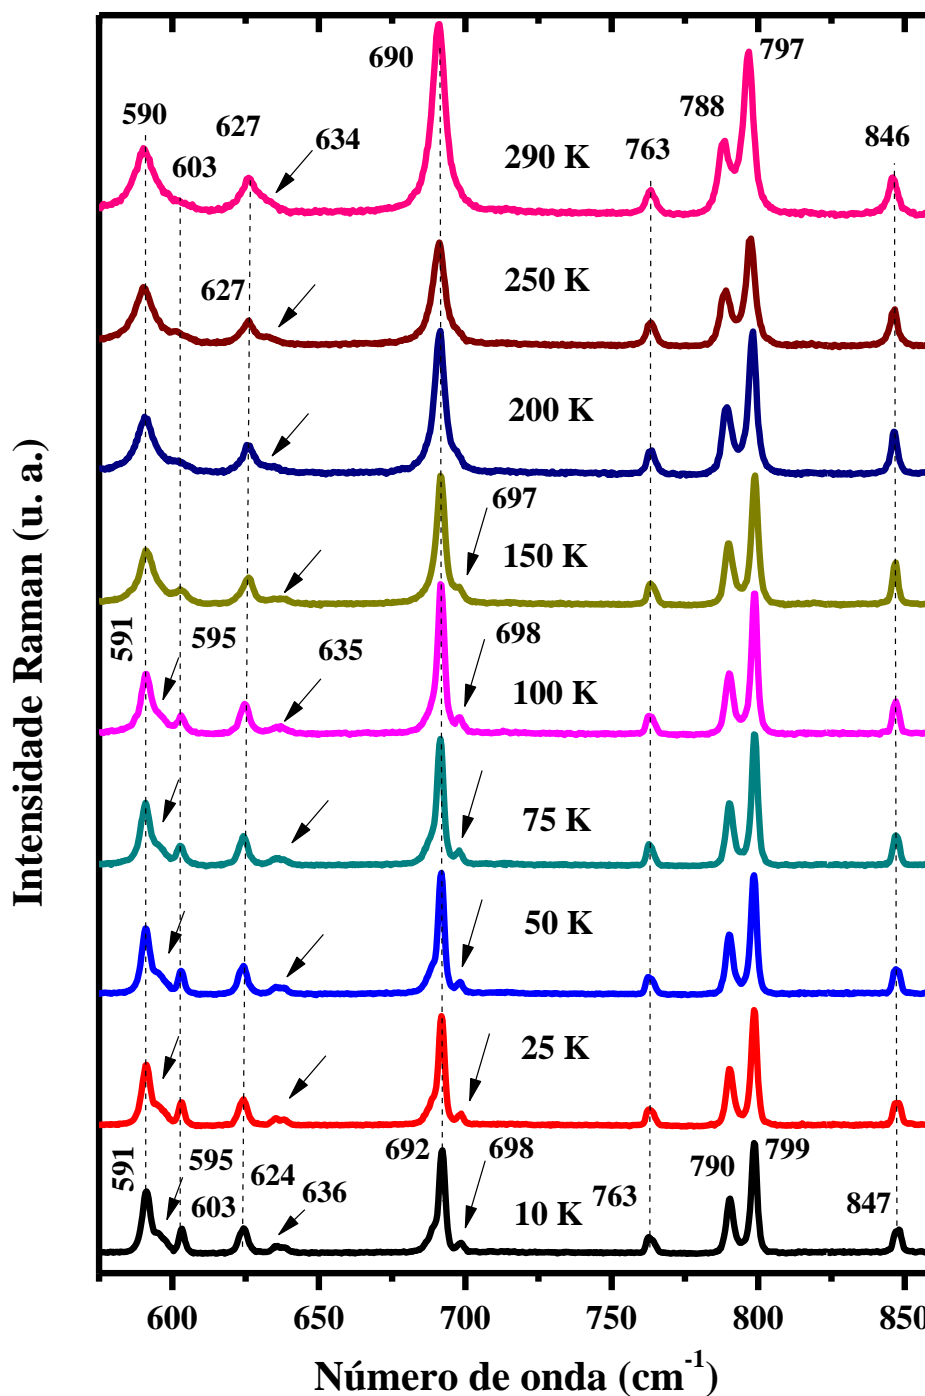 797
690
788
590
627
634
603
290 K
763
846
627
250 K
200 K
697
150 K
591
595
635
698
100 K
75 K
50 K
25 K
591
595
603
624
636
692
698
10 K
763
790
799
847
600
650
700
750
800
850
Número de onda (cm⁻¹)
Intensidade Raman (u. a.)